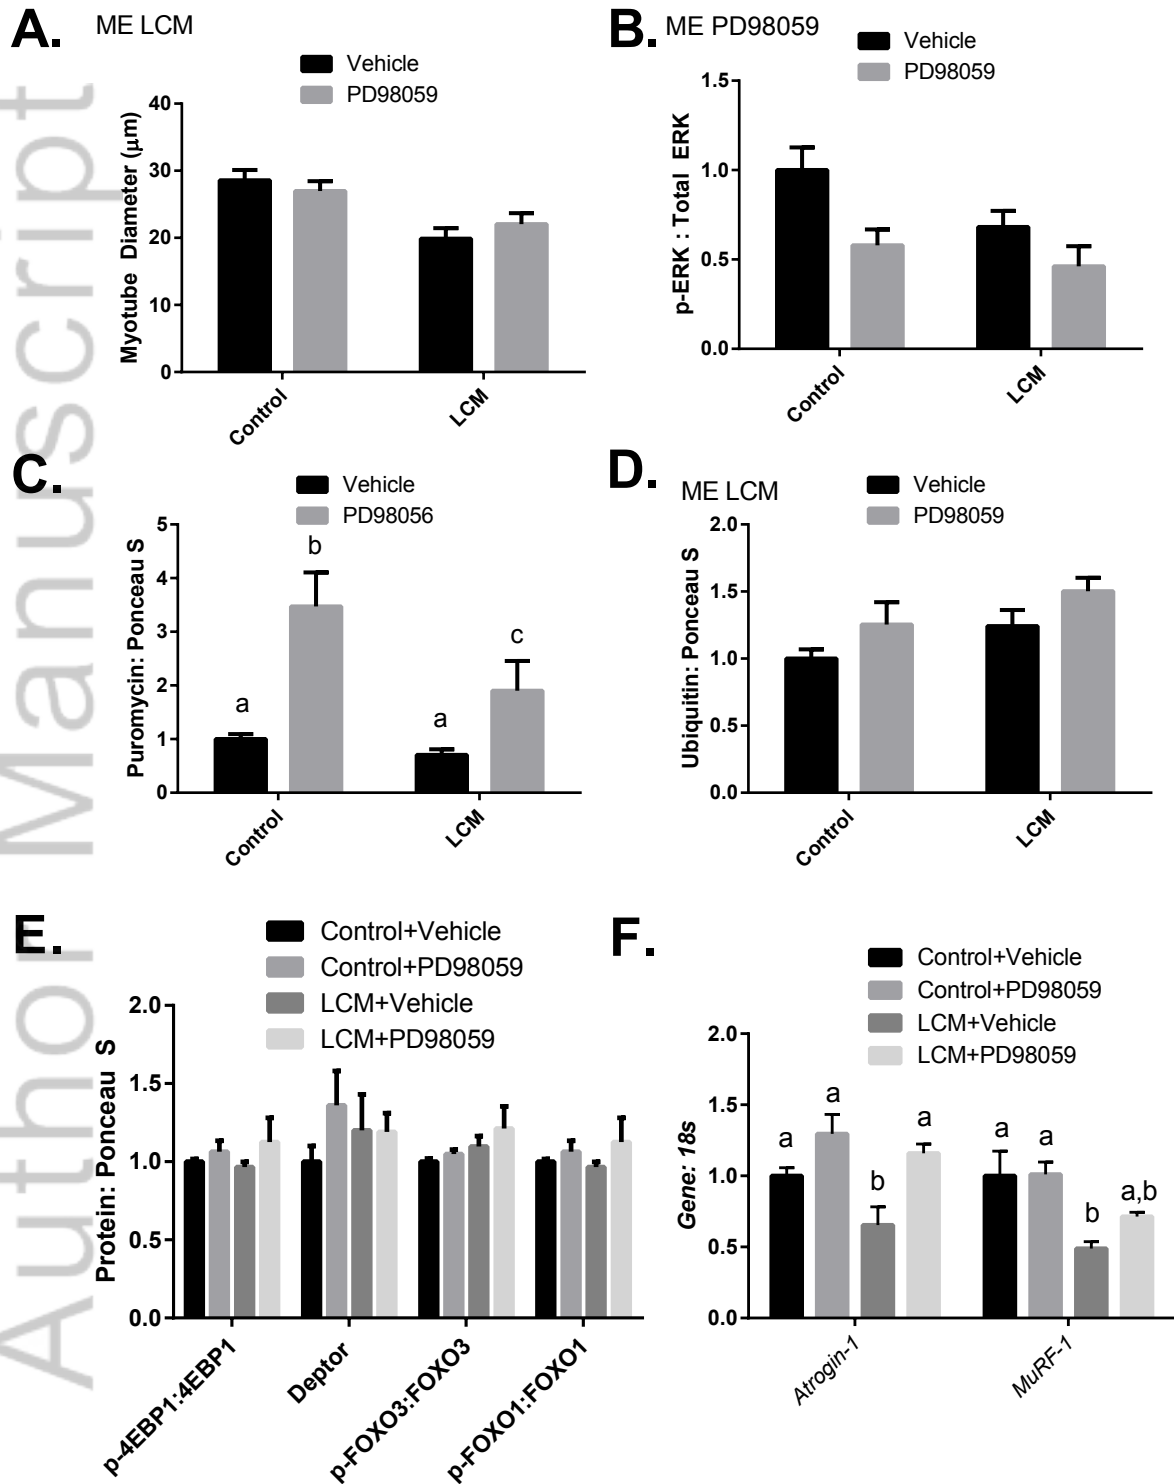 Author Manuscript
A.
ME LCM
Vehicle
PD98059
Myotube Diameter (μm)
40
30
20
10
0
Control
LCM
B.
ME PD98059
Vehicle
PD98059
p-ERK : Total ERK
1.5
1.0
0.5
0.0
Control
LCM
C.
Vehicle
PD98056
Puromycin: Ponceau S
5
4
3
2
1
0
a
b
a
c
Control
LCM
D.
ME LCM
Vehicle
PD98059
Ubiquitin: Ponceau S
2.0
1.5
1.0
0.5
0.0
Control
LCM
E.
Control+Vehicle
Control+PD98059
LCM+Vehicle
LCM+PD98059
Protein: Ponceau S
2.0
1.5
1.0
0.5
0.0
p-4EBP1:4EBP1
Deptor
p-FOXO3:FOXO3
p-FOXO1:FOXO1
F.
Control+Vehicle
Control+PD98059
LCM+Vehicle
LCM+PD98059
Gene: 18s
2.0
1.5
1.0
0.5
0.0
a
a
b
a
a
a
b
a,b
Atrogin-1
MuRF-1